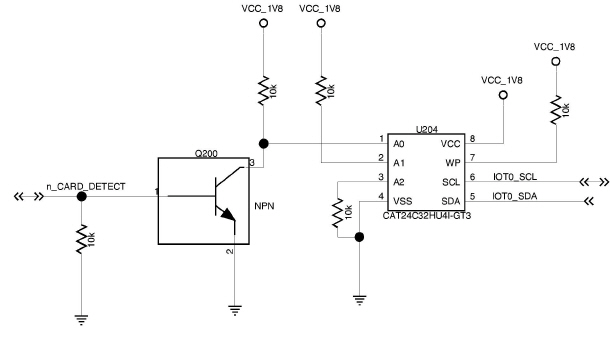 VCC_1V8
VCC_1V8
VCC_1V8
VCC_1V8
10k
10k
10k
U204
Q200
1
A0
VCC
8
3
2
A1
WP
7
n_CARD_DETECT
1
3
A2
SCL
6
IOT0_SCL
NPN
10k
4
VSS
SDA
5
IOT0_SDA
CAT24C32HU4I-GT3
10k
2